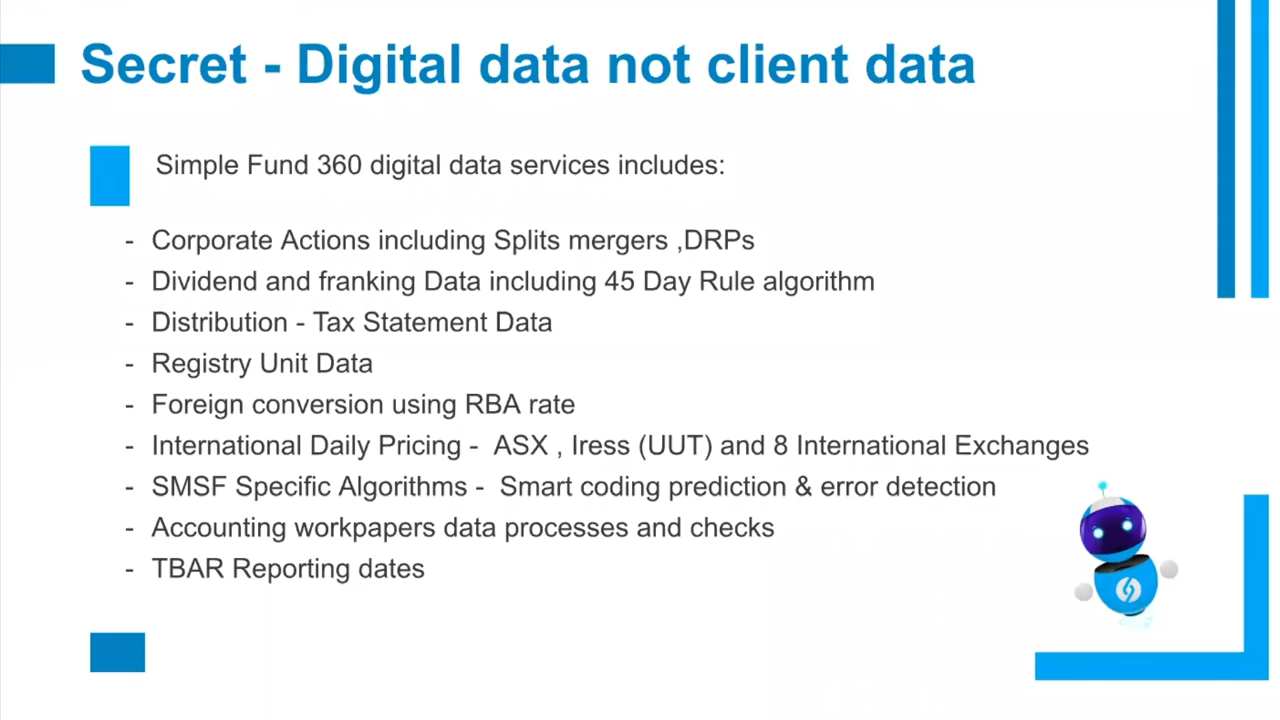 Secret - Digital data not client data
Simple Fund 360 digital data services includes:
- Corporate Actions including Splits mergers ,DRPs
- Dividend and franking Data including 45 Day Rule algorithm
- Distribution - Tax Statement Data
- Registry Unit Data
- Foreign conversion using RBA rate
- International Daily Pricing - ASX , Iress (UUT) and 8 International Exchanges
- SMSF Specific Algorithms - Smart coding prediction & error detection
- Accounting workpapers data processes and checks
- TBAR Reporting dates